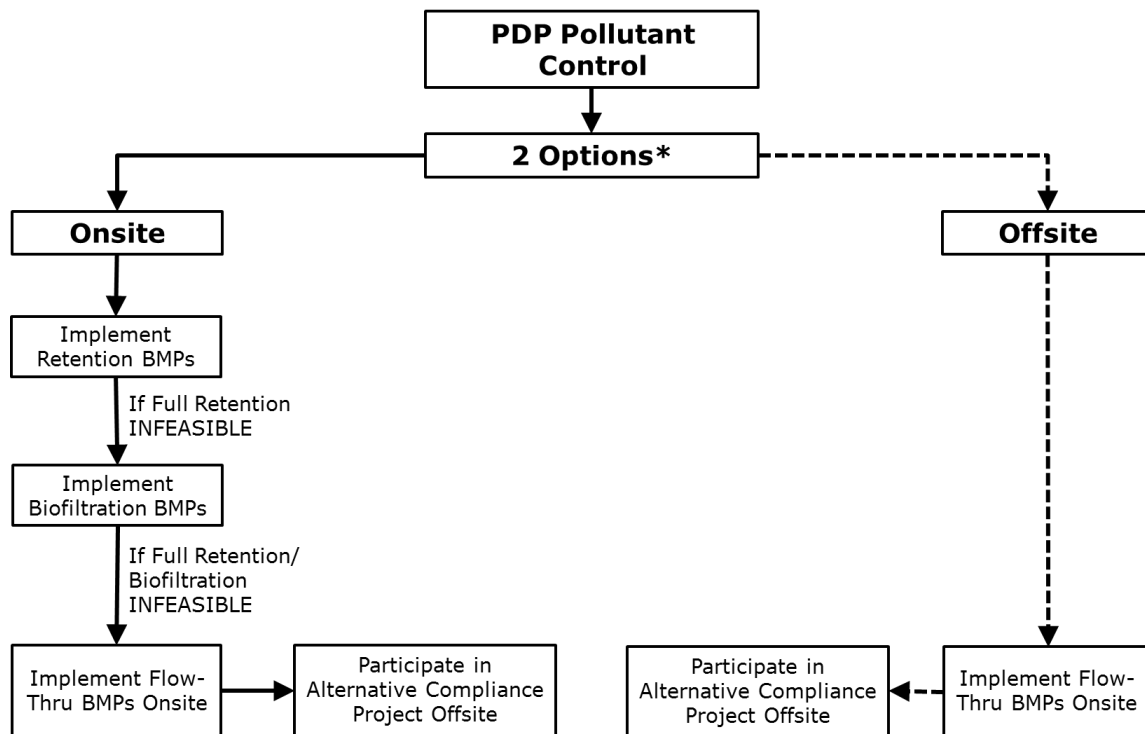 PDP Pollutant
Control
2 Options*
Onsite
Offsite
Implement
Retention BMPs
If Full Retention
INFEASIBLE
Implement
Biofiltration BMPs
If Full Retention/
Biofiltration
INFEASIBLE
Implement Flow-
Thru BMPs Onsite
Participate in
Alternative Compliance
Project Offsite
Participate in
Alternative Compliance
Project Offsite
Implement Flow-
Thru BMPs Onsite